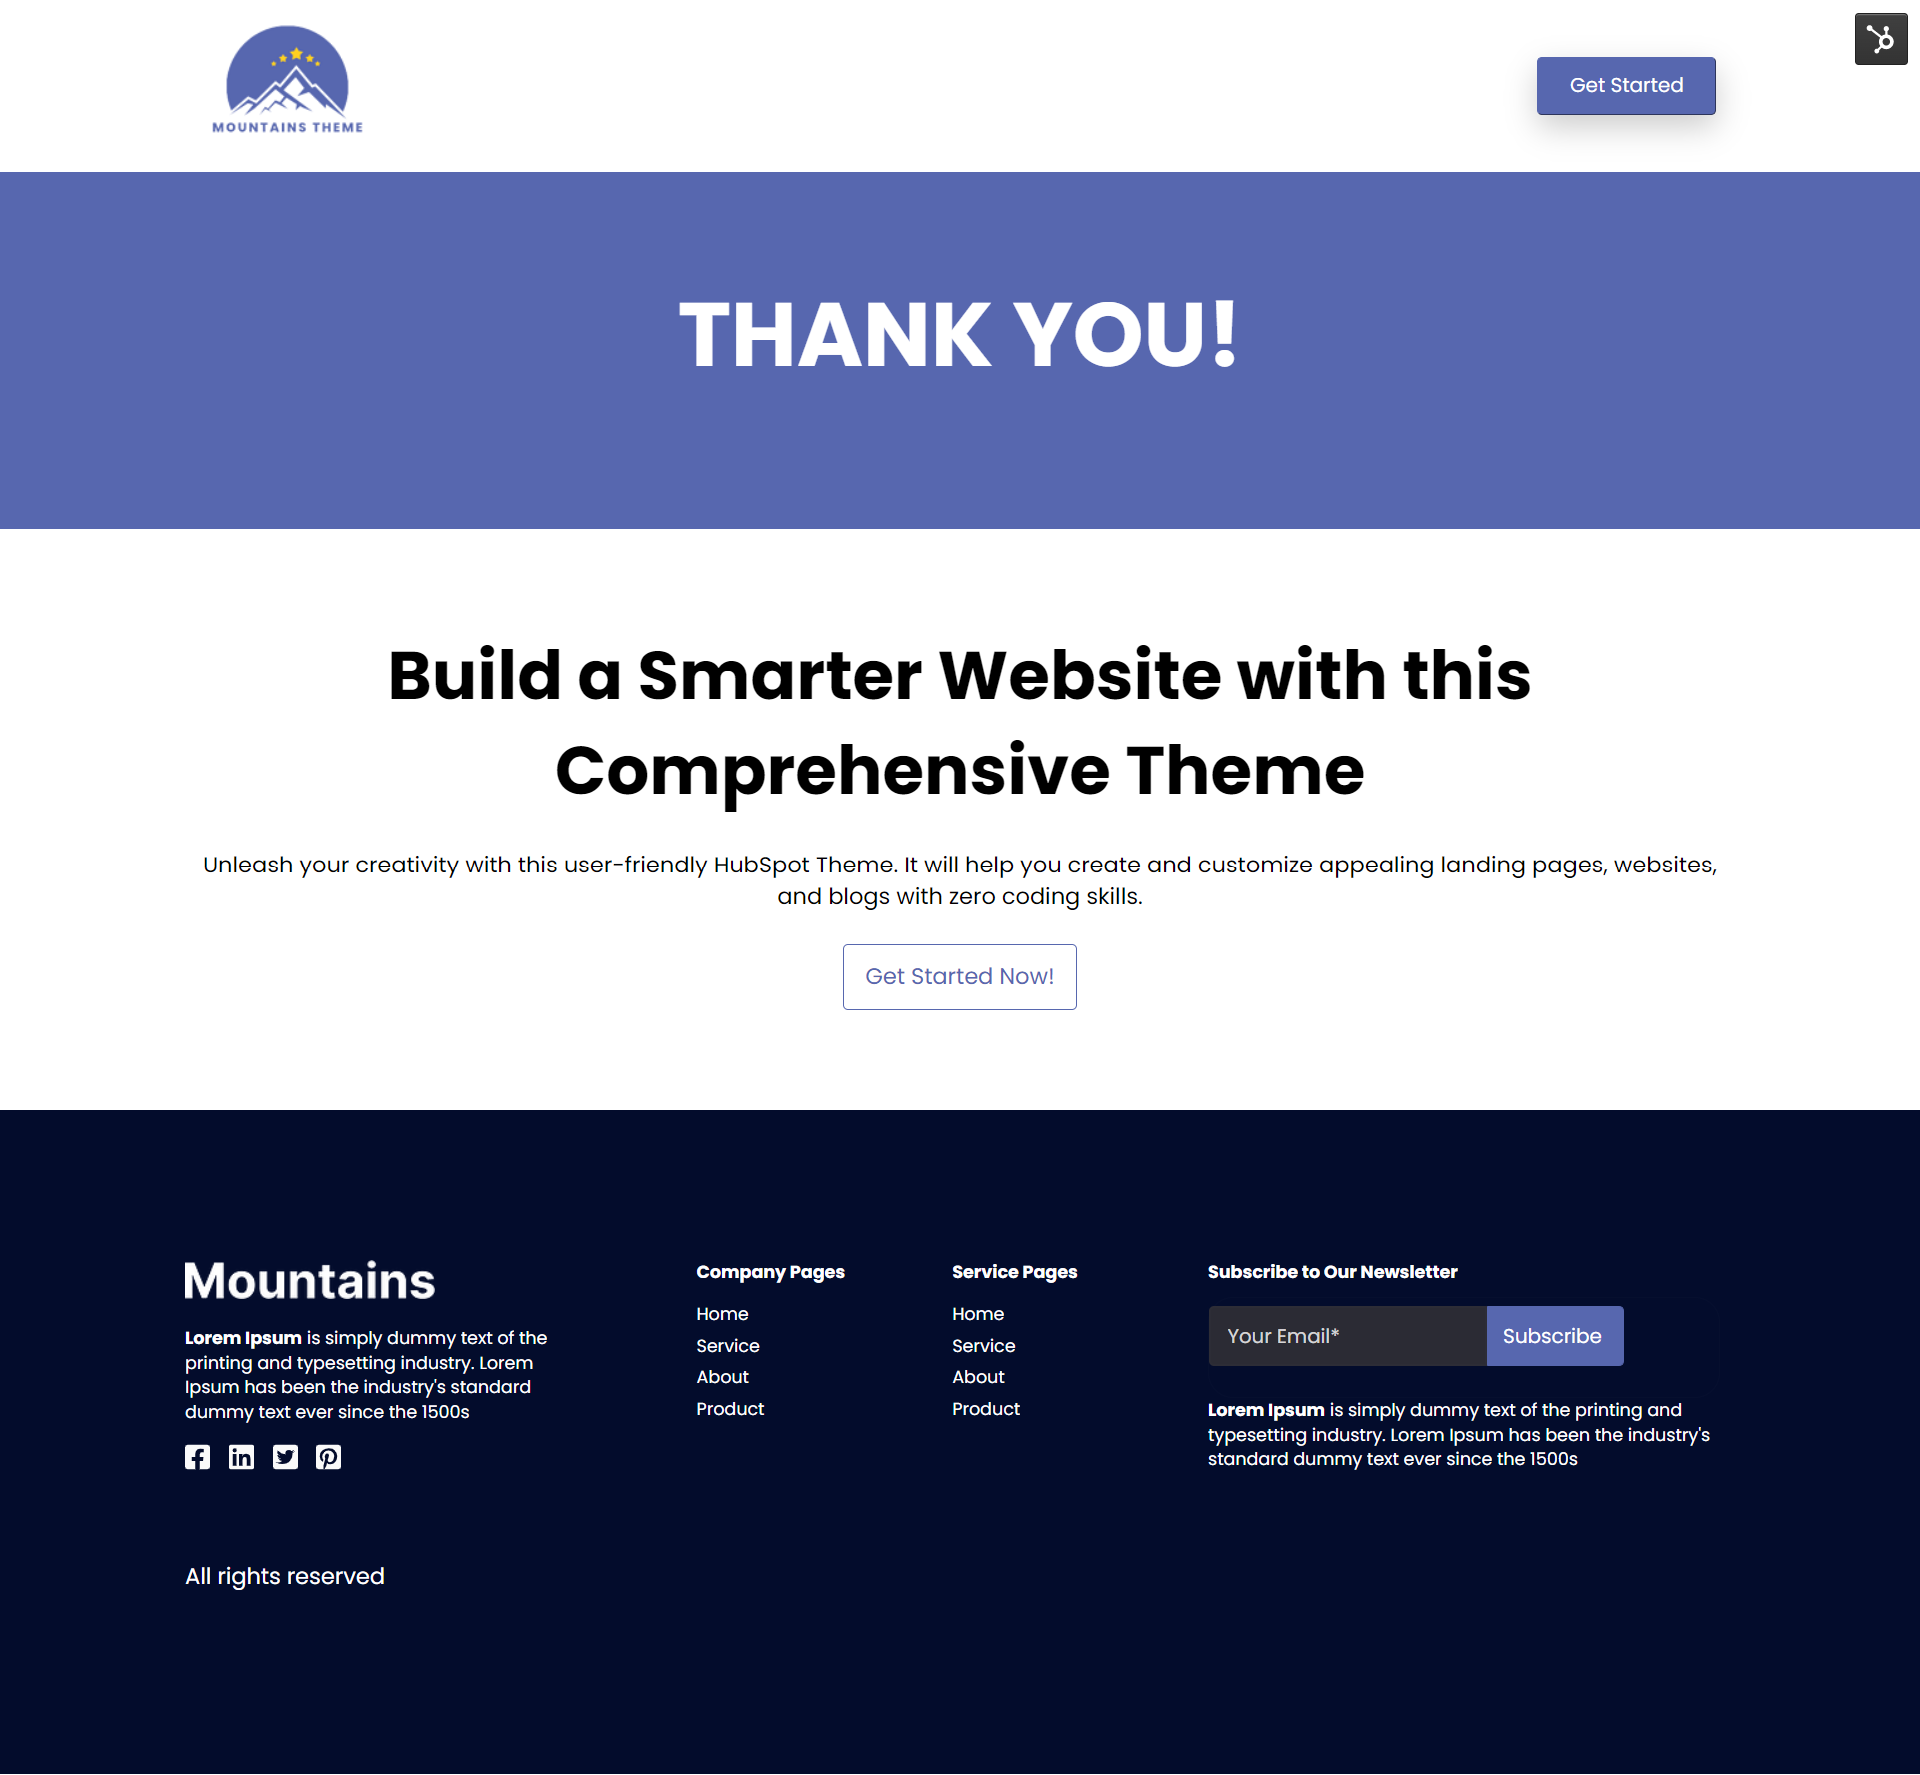 MOUNTAINS THEME
Get Started
THANK YOU!
Build a Smarter Website with this
Comprehensive Theme
Unleash your creativity with this user-friendly HubSpot Theme. It will help you create and customize appealing landing pages, websites,
and blogs with zero coding skills.
Get Started Now!
Mountains
Lorem Ipsum is simply dummy text of the
printing and typesetting industry. Lorem
Ipsum has been the industry's standard
dummy text ever since the 1500s
Company Pages
Home
Service
About
Product
Service Pages
Home
Service
About
Product
Subscribe to Our Newsletter
Your Email*
Subscribe
Lorem Ipsum is simply dummy text of the printing and
typesetting industry. Lorem Ipsum has been the industry's
standard dummy text ever since the 1500s
All rights reserved